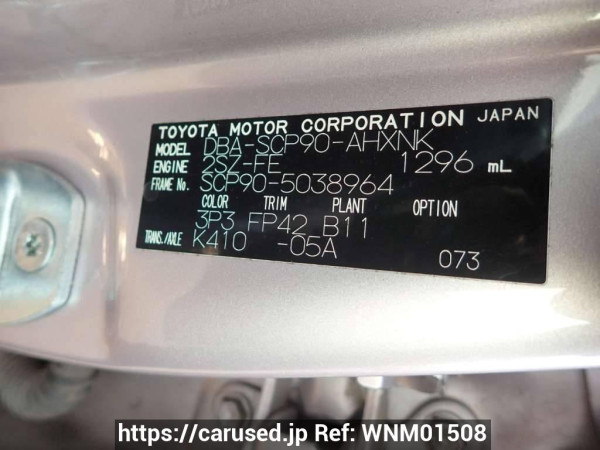 TOYOTA MOTOR CORPORATION JAPAN
MODEL DBA-SCP90-AHXNK
ENGINE 2SZ-FE 1296 mL
FRAME No. SCP90-5038964
COLOR TRIM PLANT OPTION
3P3 FP42 B11
TRANS./AXLE K410 -05A
073
https://carused.jp Ref: WNM01508